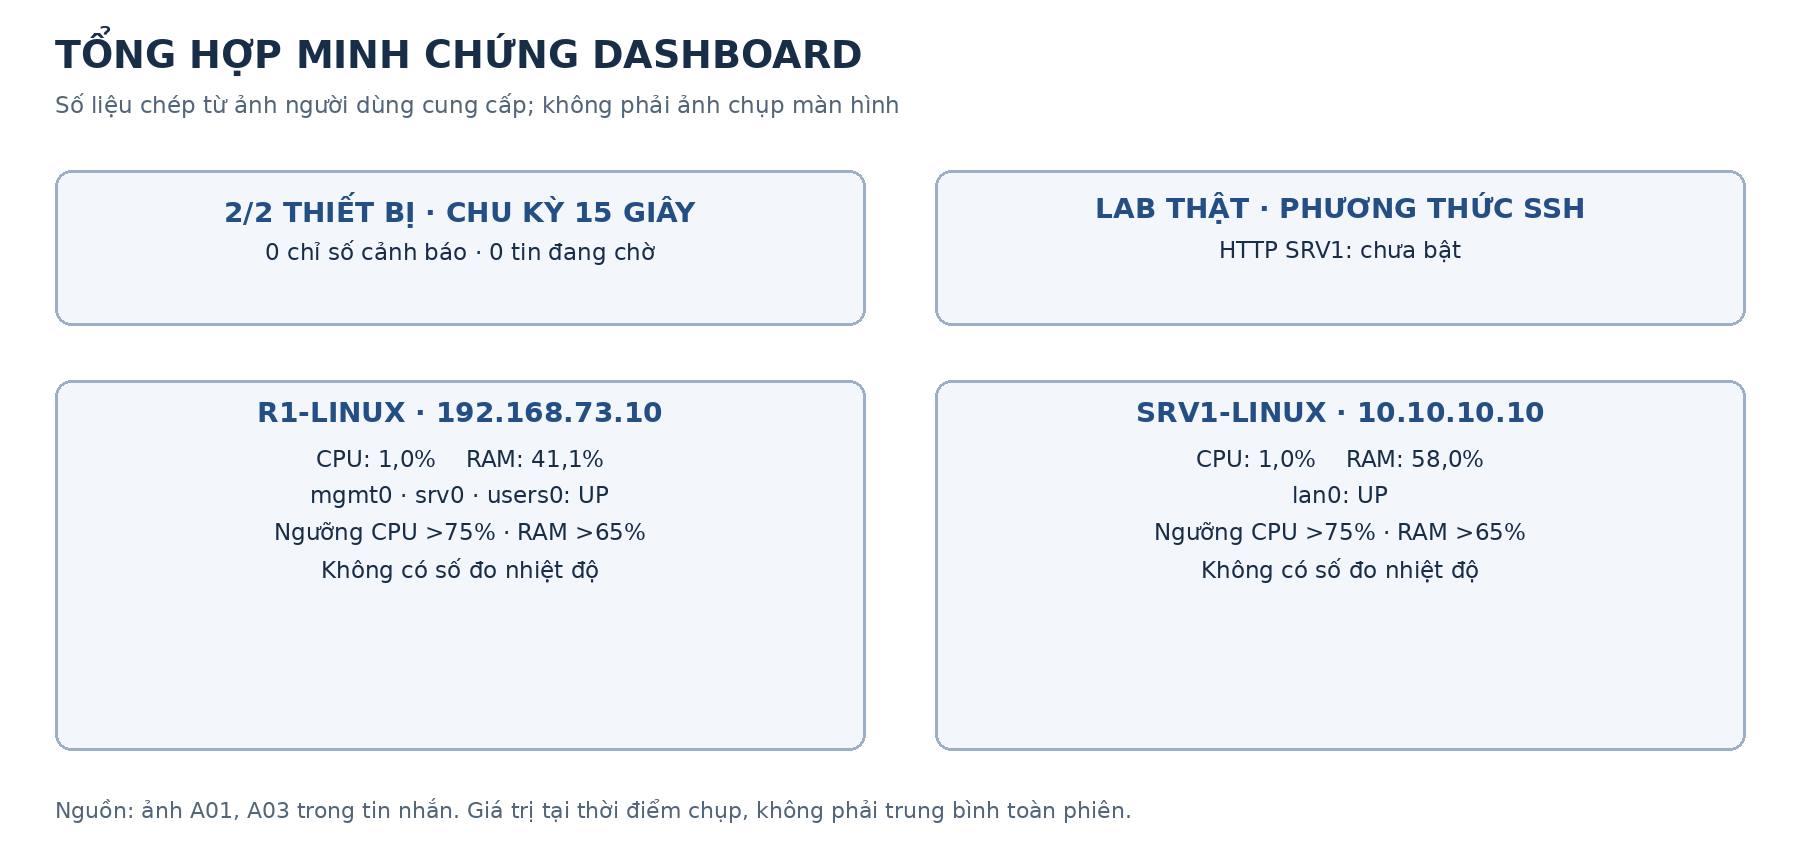 TỔNG HỢP MINH CHỨNG DASHBOARD
Số liệu chép từ ảnh người dùng cung cấp; không phải ảnh chụp màn hình
2/2 THIẾT BỊ · CHU KỲ 15 GIÂY
0 chỉ số cảnh báo · 0 tin đang chờ
LAB THẬT · PHƯƠNG THỨC SSH
HTTP SRV1: chưa bật
R1-LINUX · 192.168.73.10
CPU: 1,0% RAM: 41,1%
mgmt0 · srv0 · users0: UP
Ngưỡng CPU >75% · RAM >65%
Không có số đo nhiệt độ
SRV1-LINUX · 10.10.10.10
CPU: 1,0% RAM: 58,0%
lan0: UP
Ngưỡng CPU >75% · RAM >65%
Không có số đo nhiệt độ
Nguồn: ảnh A01, A03 trong tin nhắn. Giá trị tại thời điểm chụp, không phải trung bình toàn phiên.